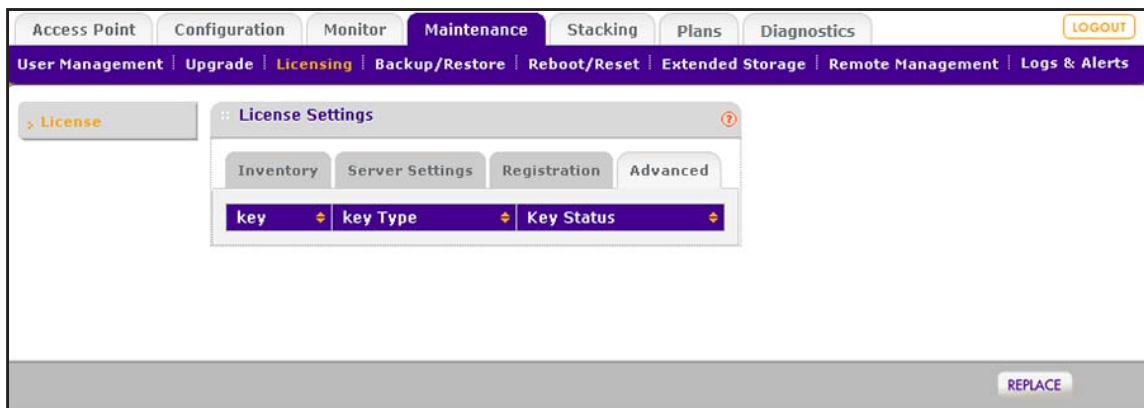 Access Point Configuration Monitor Maintenance Stacking Plans Diagnostics LOGOUT
User Management Upgrade Licensing Backup/Restore Reboot/Reset Extended Storage Remote Management Logs & Alerts
License
License Settings ?
Inventory Server Settings Registration Advanced
key key Type Key Status
REPLACE